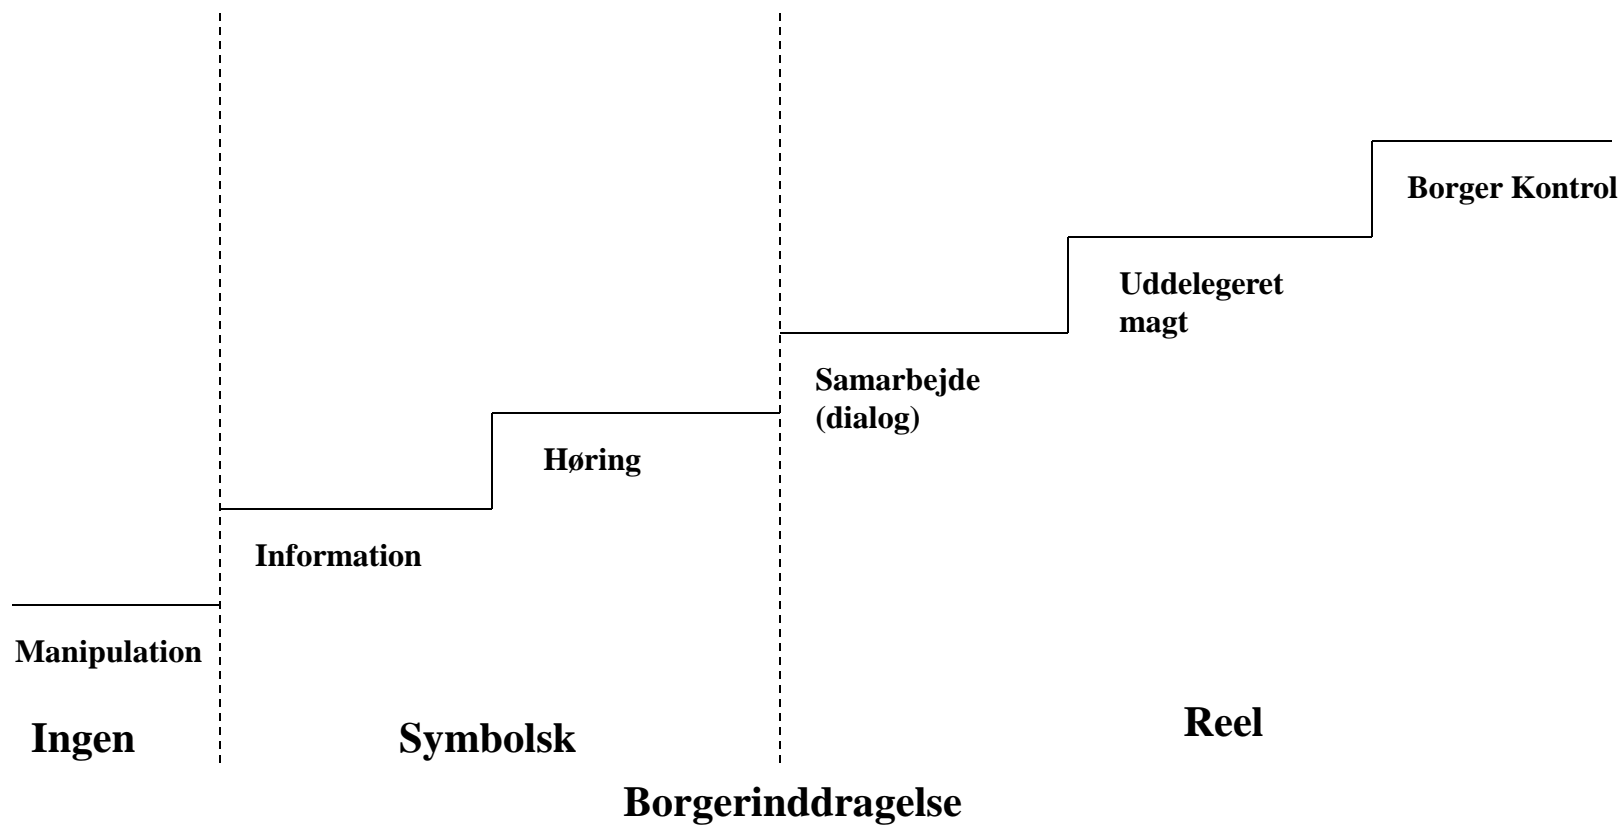 Borger Kontrol
Uddelegeret
magt
Samarbejde
(dialog)
Høring
Information
Manipulation
Ingen
Symbolsk
Reel
Borgerinddragelse